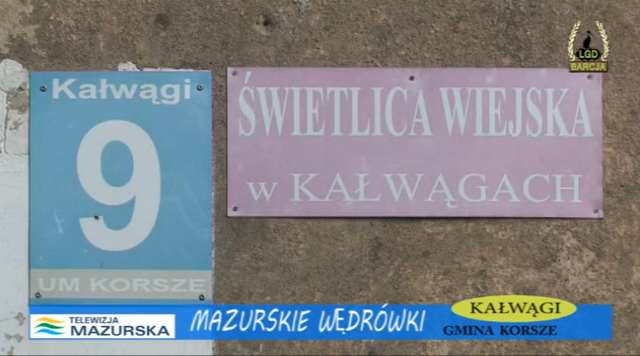 LGD
BARCJA
Kałwągi
9
UM KORSZE
ŚWIETLICA WIEJSKA
w KAŁWĄGACH
TELEWIZJA
MAZURSKA
MAZURSKIE WĘDRÓWKI
KAŁWĄGI
GMINA KORSZE